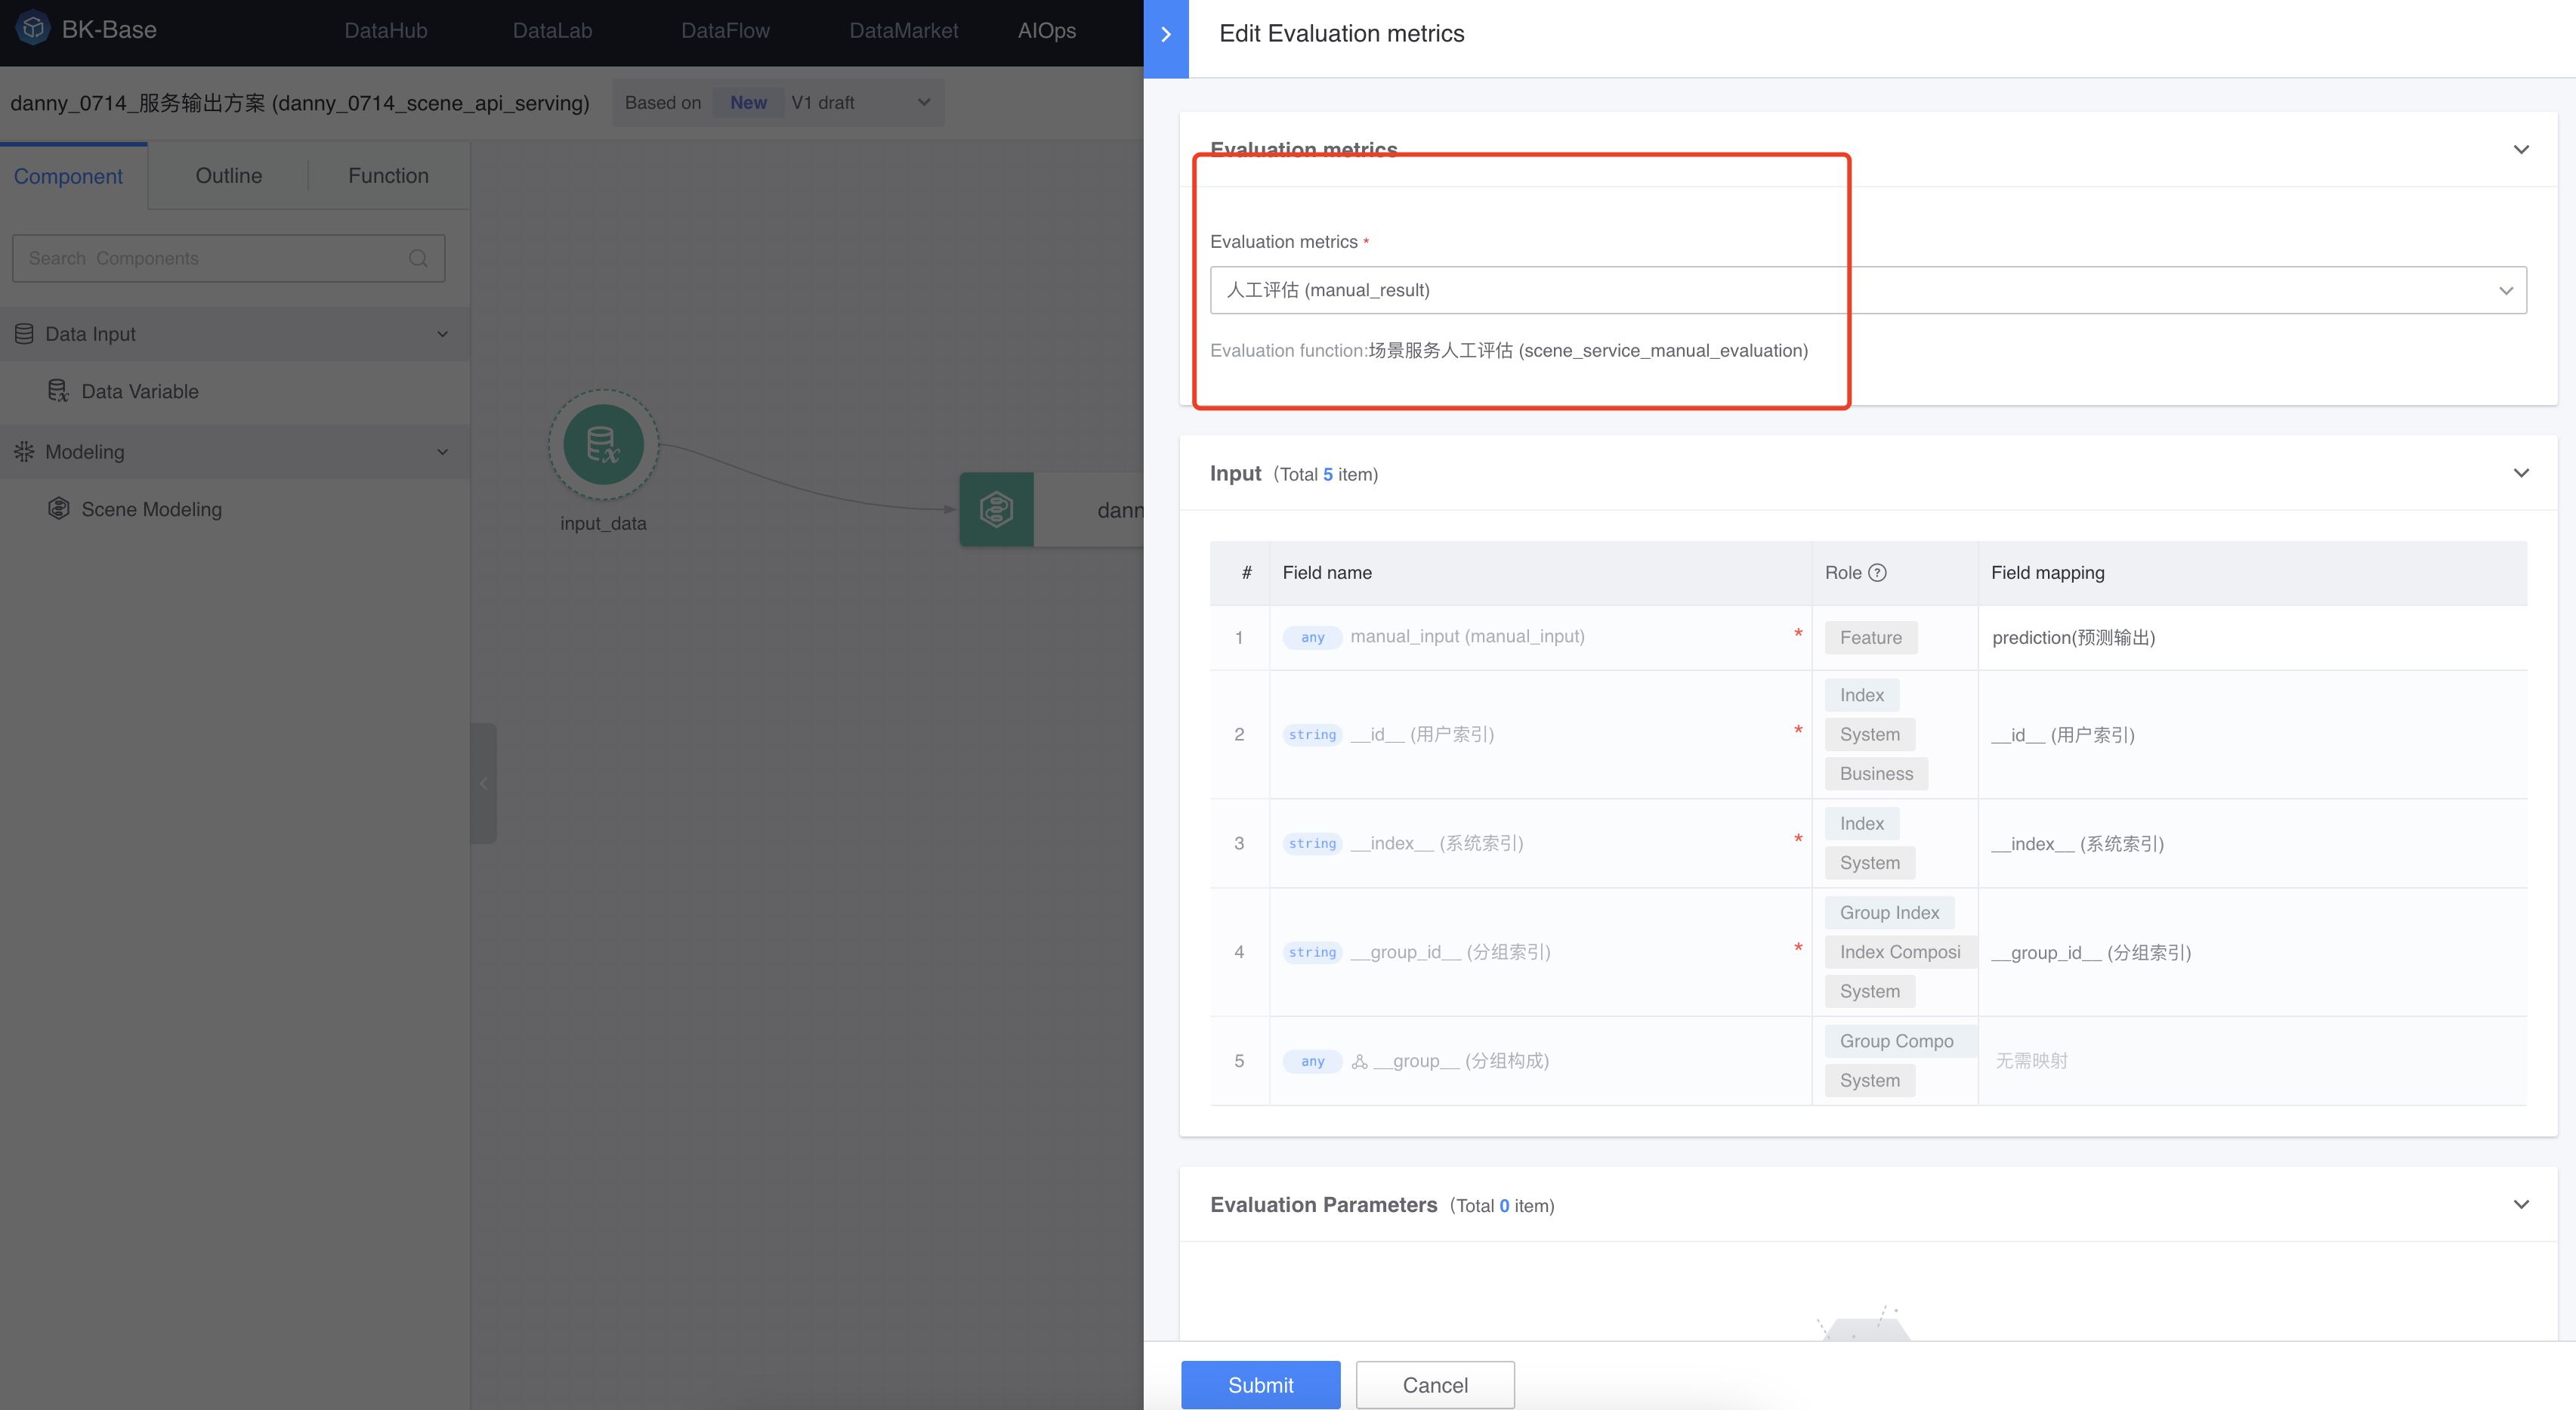 BK-Base
DataHub
DataLab
DataFlow
DataMarket
AIOps
danny_0714_服务输出方案 (danny_0714_scene_api_serving)
Based on New V1 draft
Component
Outline
Function
Search Components
Data Input
Data Variable
Modeling
Scene Modeling
input_data
dann
Edit Evaluation metrics
Evaluation metrics
Evaluation metrics *
人工评估 (manual_result)
Evaluation function:场景服务人工评估 (scene_service_manual_evaluation)
Input (Total 5 item)
# Field name Role ? Field mapping
1 any manual_input (manual_input) * Feature prediction(预测输出)
2 string __id__ (用户索引) * Index System Business __id__ (用户索引)
3 string __index__ (系统索引) * Index System __index__ (系统索引)
4 string __group_id__ (分组索引) * Group Index Index Composi System __group_id__ (分组索引)
5 any __group__ (分组构成) Group Compo System 无需映射
Evaluation Parameters (Total 0 item)
Submit
Cancel